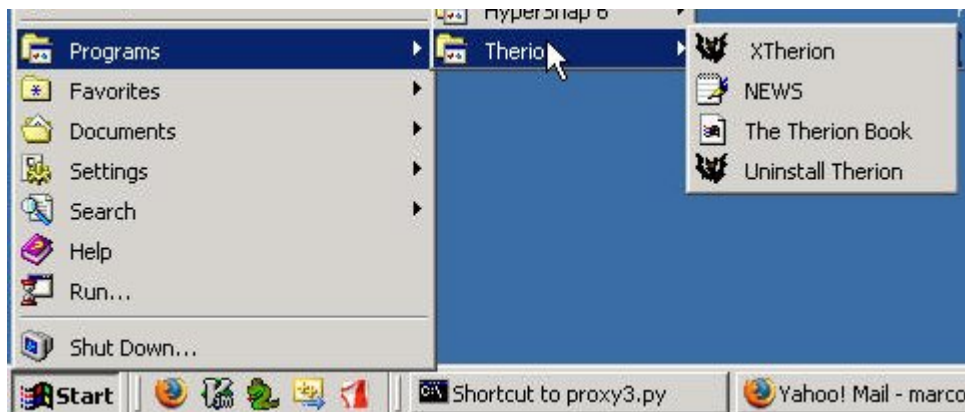 HyperSnap 6
Programs
Therio
XTherion
Favorites
NEWS
Documents
The Therion Book
Settings
Uninstall Therion
Search
Help
Run...
Shut Down...
Start
Shortcut to proxy3.py
Yahoo! Mail - marco